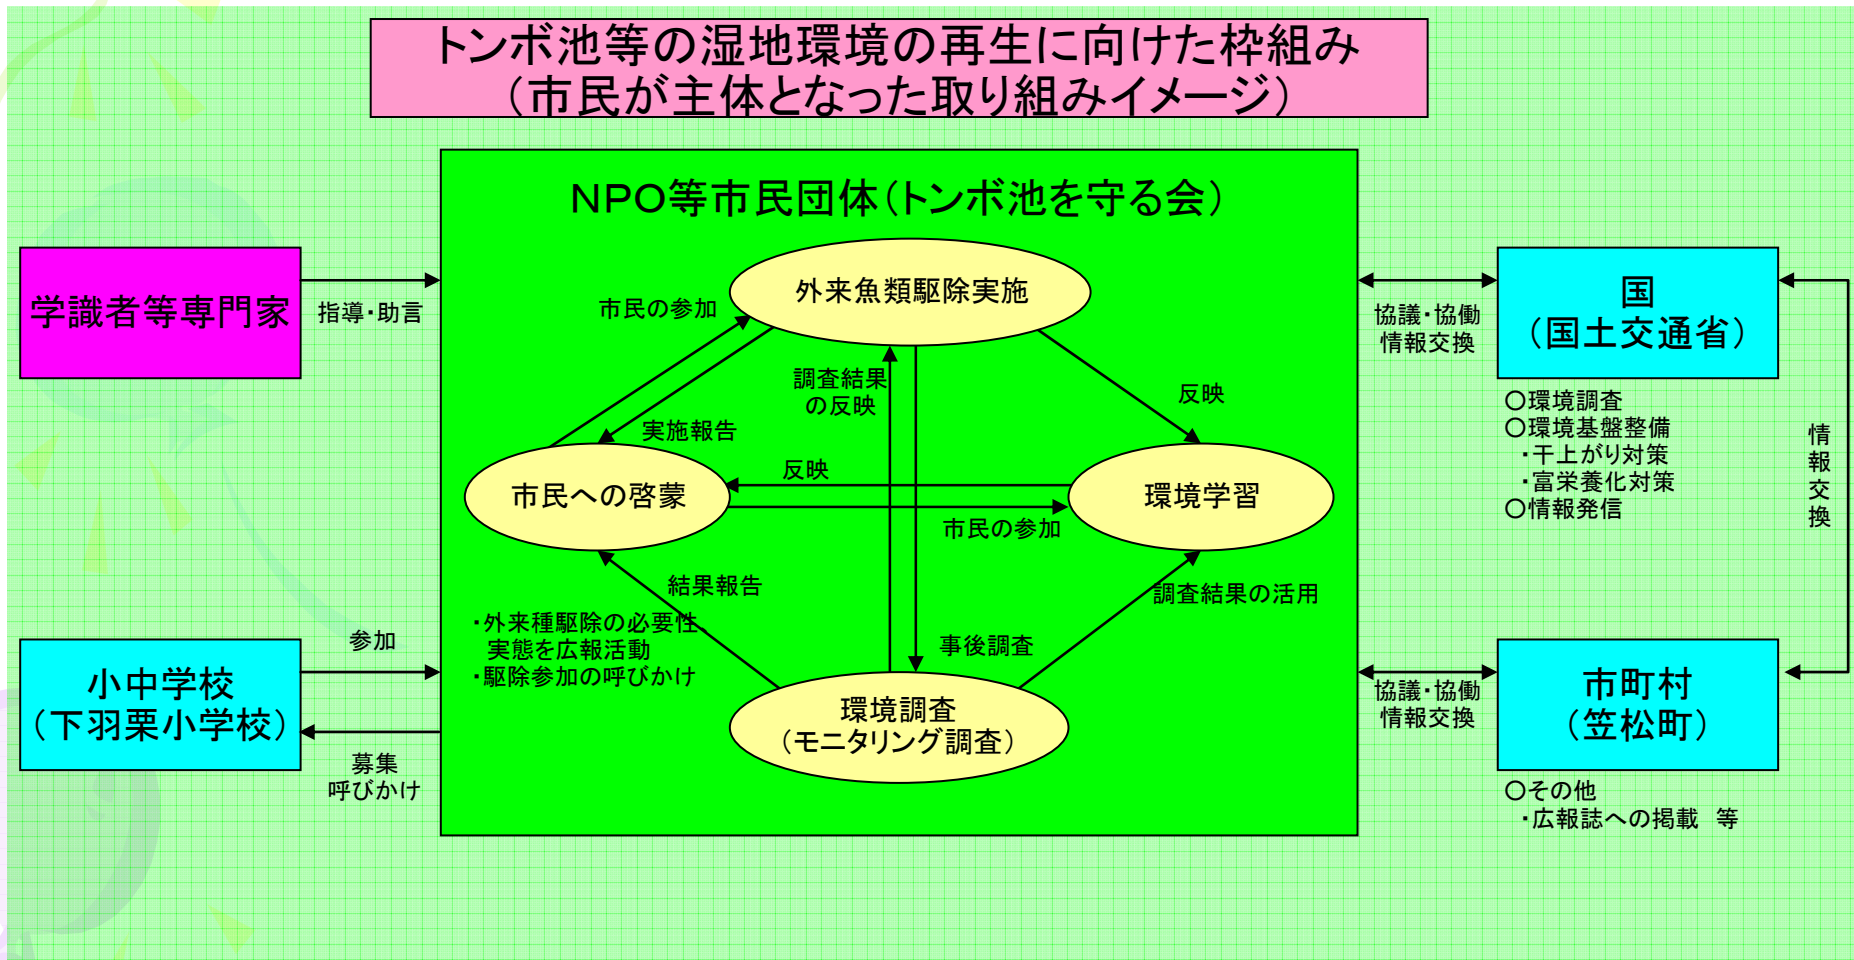 トンボ池等の湿地環境の再生に向けた枠組み
（市民が主体となった取り組みイメージ）
NPO等市民団体（トンボ池を守る会）
学識者等専門家
指導・助言
小中学校
（下羽栗小学校）
参加
募集
呼びかけ
外来魚類駆除実施
市民の参加
実施報告
調査結果
の反映
反映
市民への啓蒙
反映
市民の参加
環境学習
結果報告
・外来種駆除の必要性、
実態を広報活動
・駆除参加の呼びかけ
事後調査
調査結果の活用
環境調査
（モニタリング調査）
協議・協働
情報交換
国
（国土交通省）
○環境調査
○環境基盤整備
・干上がり対策
・富栄養化対策
○情報発信
情
報
交
換
協議・協働
情報交換
市町村
（笠松町）
○その他
・広報誌への掲載　等